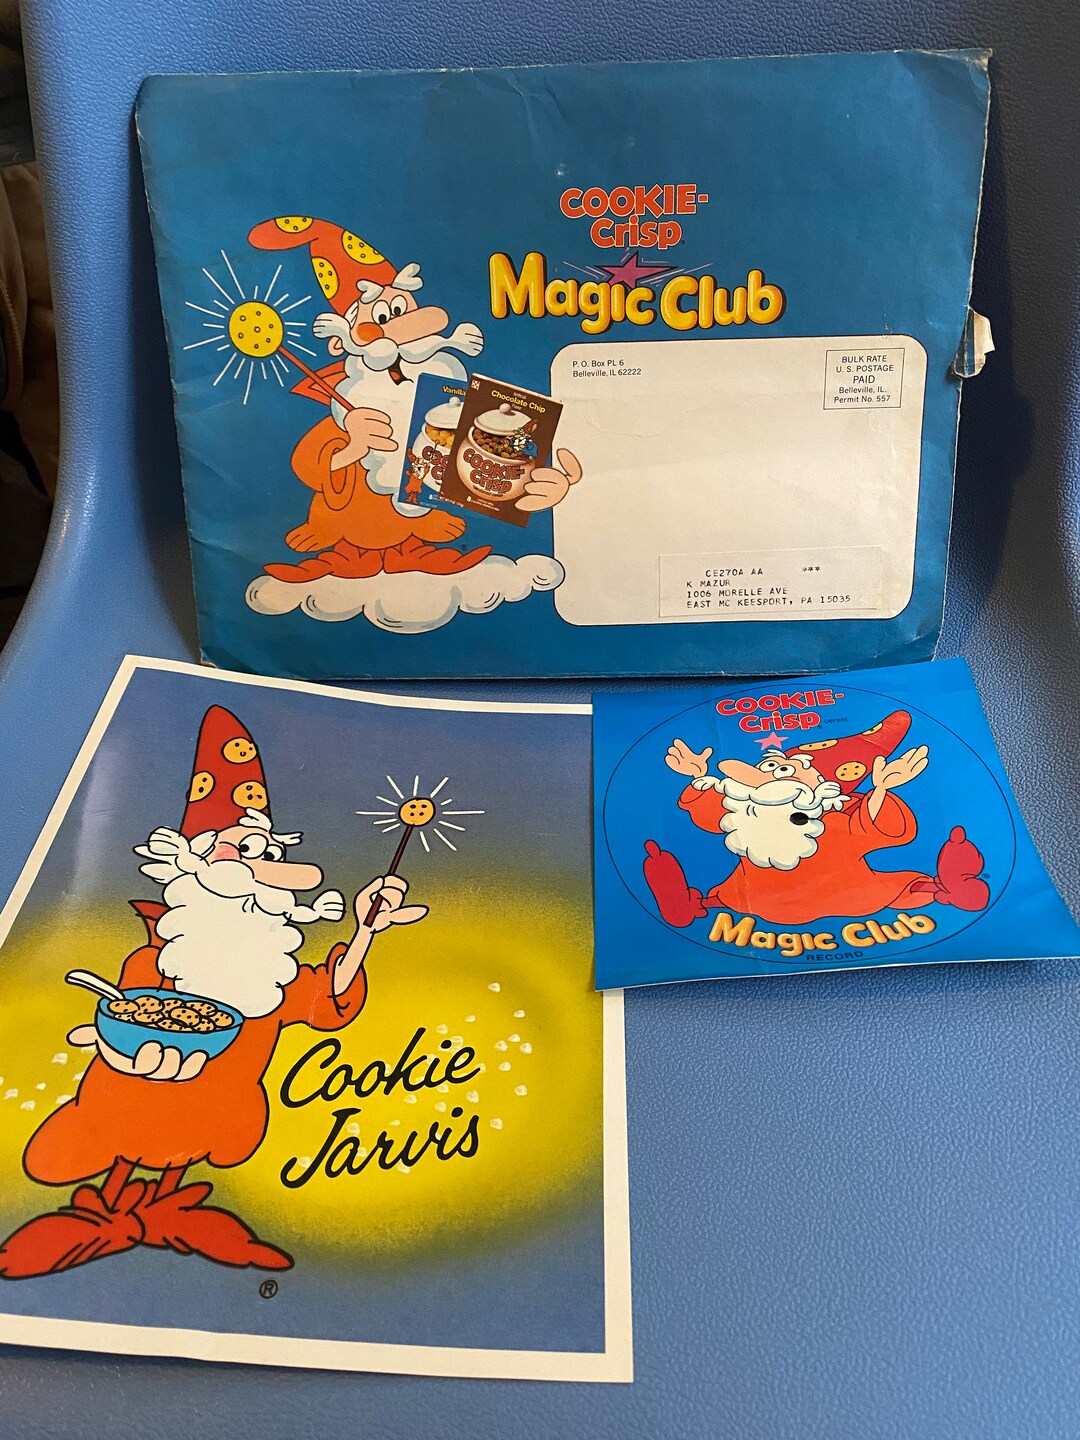 COOKIE-
Crisp
Magic Club
P. O. Box PL 6
Belleville, IL 62222
BULK RATE
U. S. POSTAGE
PAID
Belleville, IL.
Permit No. 557
Vanilla
Artificial
Chocolate Chip
COOKIE-
Crisp
CE270A AA ***
K MAZUR
1006 MORELLE AVE
EAST MC KEESPORT, PA 15035
COOKIE-
Crisp® cereal
Magic Club
RECORD
®
Cookie
Jarvis
®